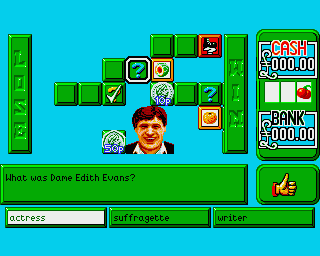 LOSE
WIN
CASH
000.00
BANK
000.00
?
?
10p
50p
What was Dame Edith Evans?
actress
suffragette
writer